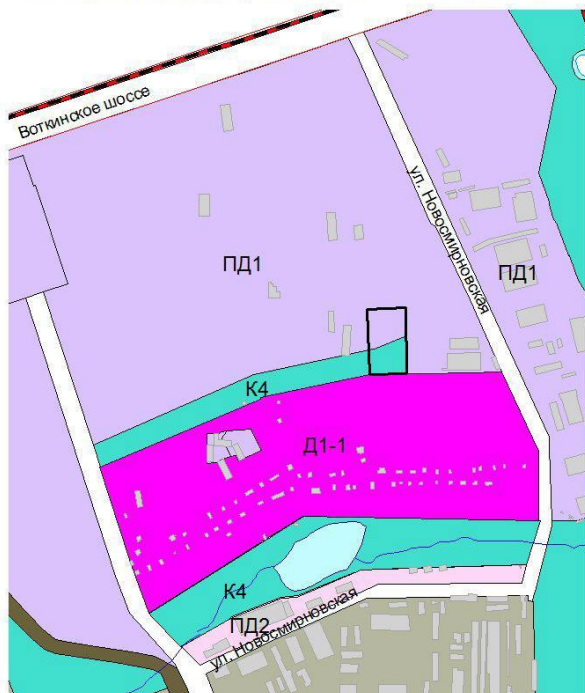 Воткинское шоссе
ул. Новосмирновская
ПД1
ПД1
К4
Д1-1
К4
ПД2
ул. Новосмирновская